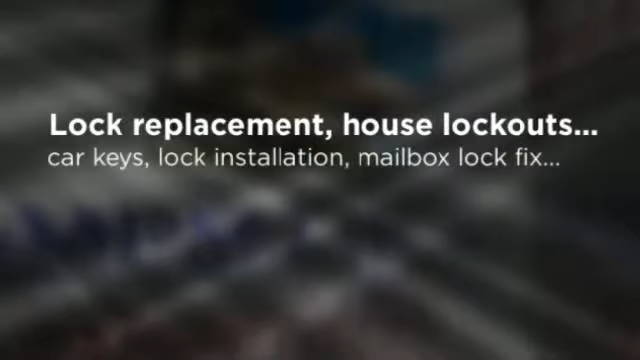 Lock replacement, house lockouts...
car keys, lock installation, mailbox lock fix...